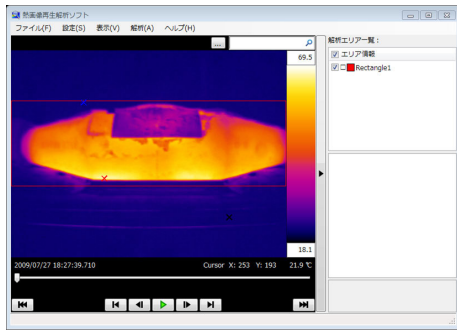 熱画像再生解析ソフト
ファイル(F) 設定(S) 表示(V) 解析(A) ヘルプ(H)
...
解析エリア一覧：
エリア情報
Rectangle1
69.5
18.1
2009/07/27 18:27:39.710 Cursor X: 253 Y: 193 21.9 ℃